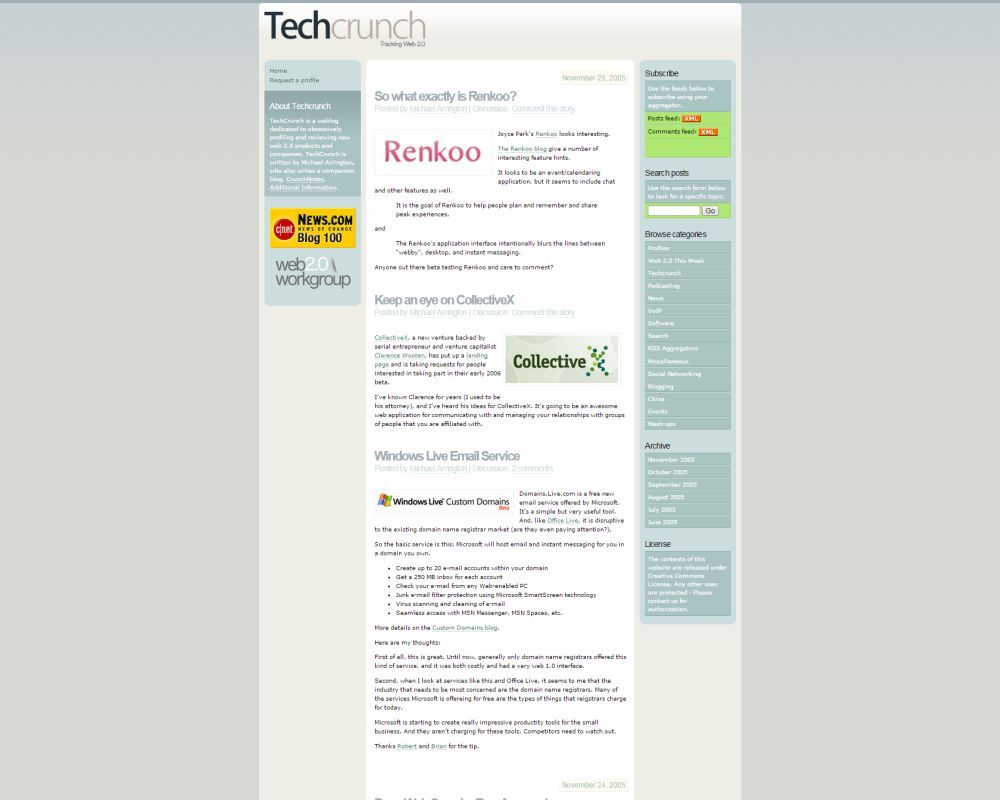 Techcrunch
Tracking Web 2.0
Home
Request a profile
About Techcrunch
TechCrunch is a weblog
dedicated to obsessively
profiling and reviewing new
web 2.0 products and
companies. TechCrunch is
written by Michael Arrington,
who also writes a companion
blog, CrunchNotes.
Additional Information.
c|net NEWS.COM
NEWS OF CHANGE
Blog 100
web2.0
workgroup
November 25, 2005
So what exactly is Renkoo?
Posted by Michael Arrington | Discussion: Comment this story
Renkoo
Joyce Park's Renkoo looks interesting.
The Renkoo blog give a number of
interesting feature hints.
It looks to be an event/calendaring
application, but it seems to include chat
and other features as well.
It is the goal of Renkoo to help people plan and remember and share
peak experiences.
and
The Renkoo's application interface intentionally blurs the lines between
"webby", desktop, and instant messaging.
Anyone out there beta testing Renkoo and care to comment?
Keep an eye on CollectiveX
Posted by Michael Arrington | Discussion: Comment this story
CollectiveX, a new venture backed by
serial entrepreneur and venture capitalist
Clarence Wooten, has put up a landing
page and is taking requests for people
interested in taking part in their early 2006
beta.
Collective X
I've known Clarence for years (I used to be
his attorney), and I've heard his ideas for CollectiveX. It's going to be an awesome
web application for communicating with and managing your relationships with groups
of people that you are affiliated with.
Windows Live Email Service
Posted by Michael Arrington | Discussion: 2 comments
Windows Live™ Custom Domains
Beta
Domains.Live.com is a free new
email service offered by Microsoft.
It's a simple but very useful tool.
And, like Office Live, it is disruptive
to the existing domain name registrar market (are they even paying attention?).
So the basic service is this: Microsoft will host email and instant messaging for you in
a domain you own.
• Create up to 20 e-mail accounts within your domain
• Get a 250 MB inbox for each account
• Check your e-mail from any Web-enabled PC
• Junk e-mail filter protection using Microsoft SmartScreen technology
• Virus scanning and cleaning of e-mail
• Seamless access with MSN Messenger, MSN Spaces, etc.
More details on the Custom Domains blog.
Here are my thoughts:
First of all, this is great. Until now, generally only domain name registrars offered this
kind of service, and it was both costly and had a very web 1.0 interface.
Second, when I look at services like this and Office Live, it seems to me that the
industry that needs to be most concerned are the domain name registrars. Many of
the services Microsoft is offereing for free are the types of things that reigstrars charge
for today.
Microsoft is starting to create really impressive productity tools for the small
business. And they aren't charging for these tools. Competitors need to watch out.
Thanks Robert and Brian for the tip.
November 24, 2005
Subscribe
Use the feeds below to
subscribe using your
aggregator.
Posts feed: XML
Comments feed: XML
Search posts
Use the search form below
to look for a specific topic.
Go
Browse categories
Profiles
Web 2.0 This Week
Techcrunch
Podcasting
News
VoIP
Software
Search
RSS Aggregators
Miscellaneous
Social Networking
Blogging
China
Events
Mash-ups
Archive
November 2005
October 2005
September 2005
August 2005
July 2005
June 2005
License
The contents of this
website are released under
Creative Commons
License. Any other uses
are protected - Please
contact us for
authorization.